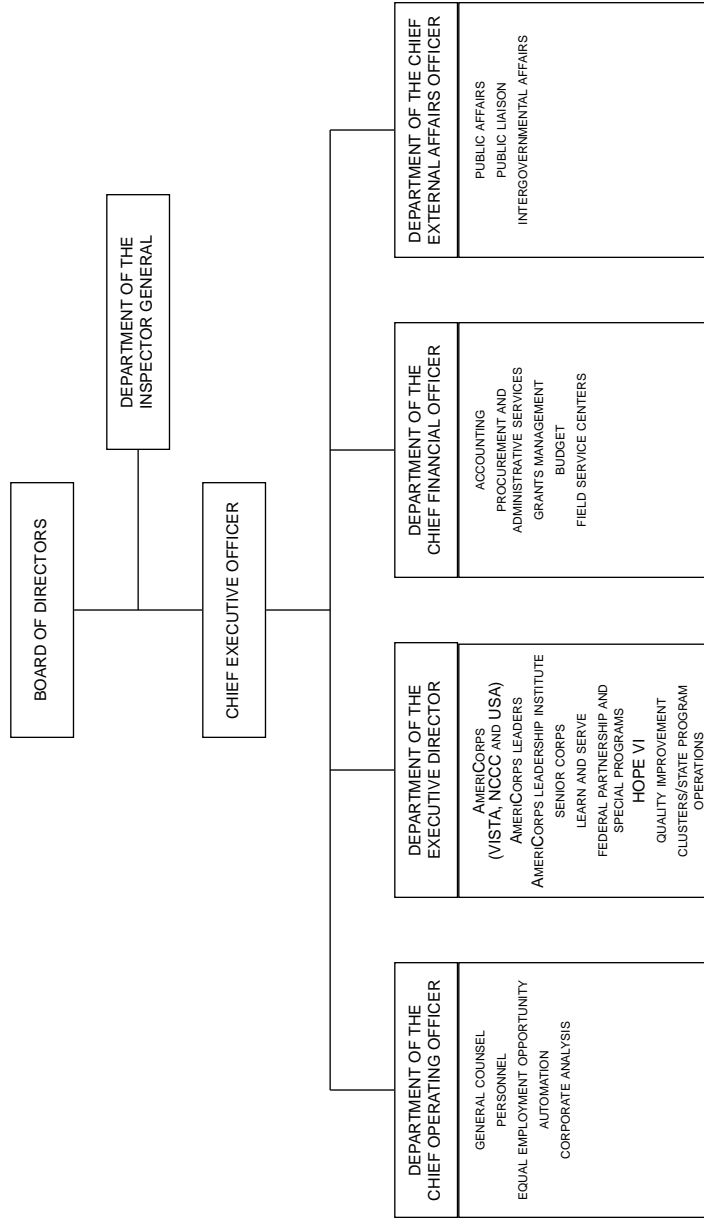 BOARD OF DIRECTORS
DEPARTMENT OF THE
INSPECTOR GENERAL
CHIEF EXECUTIVE OFFICER
DEPARTMENT OF THE
CHIEF OPERATING OFFICER
GENERAL COUNSEL
PERSONNEL
EQUAL EMPLOYMENT OPPORTUNITY
AUTOMATION
CORPORATE ANALYSIS
DEPARTMENT OF THE
EXECUTIVE DIRECTOR
AMERICORPS
(VISTA, NCCC AND USA)
AMERICORPS LEADERS
AMERICORPS LEADERSHIP INSTITUTE
SENIOR CORPS
LEARN AND SERVE
FEDERAL PARTNERSHIP AND
SPECIAL PROGRAMS
HOPE VI
QUALITY IMPROVEMENT
CLUSTERS/STATE PROGRAM
OPERATIONS
DEPARTMENT OF THE
CHIEF FINANCIAL OFFICER
ACCOUNTING
PROCUREMENT AND
ADMINISTRATIVE SERVICES
GRANTS MANAGEMENT
BUDGET
FIELD SERVICE CENTERS
DEPARTMENT OF THE CHIEF
EXTERNAL AFFAIRS OFFICER
PUBLIC AFFAIRS
PUBLIC LIAISON
INTERGOVERNMENTAL AFFAIRS